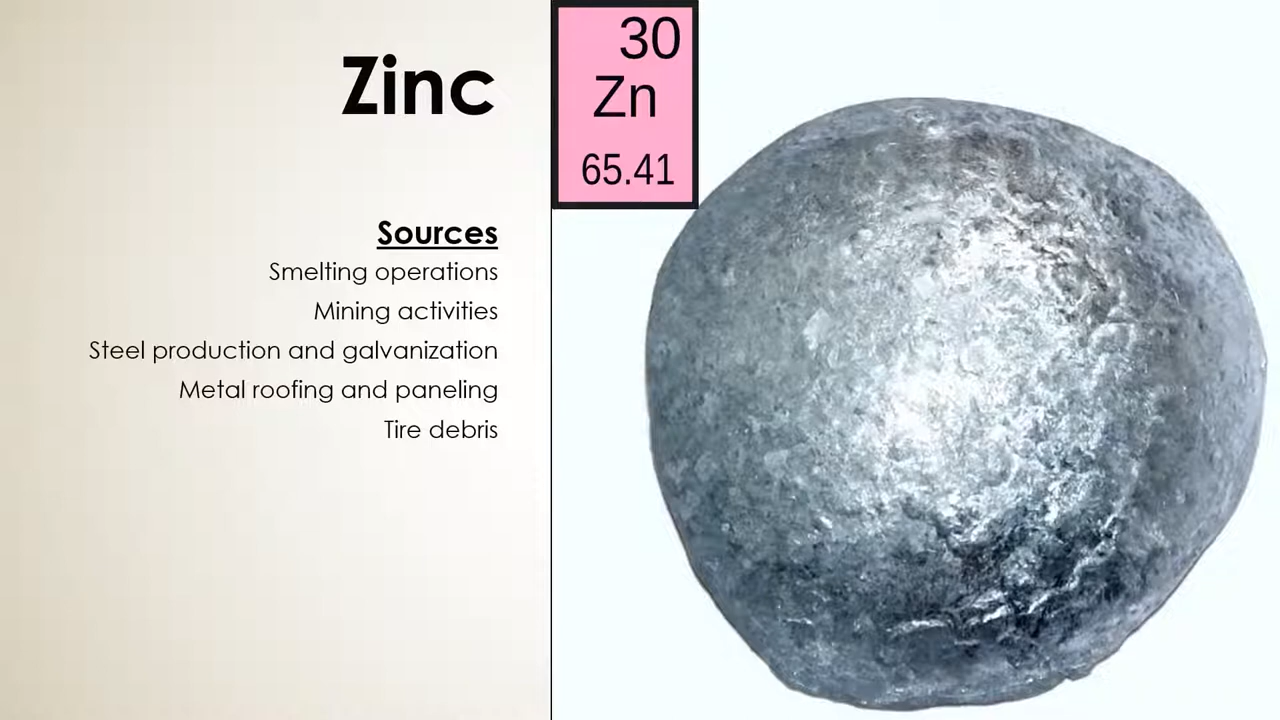 Zinc
30
Zn
65.41
Sources
Smelting operations
Mining activities
Steel production and galvanization
Metal roofing and paneling
Tire debris